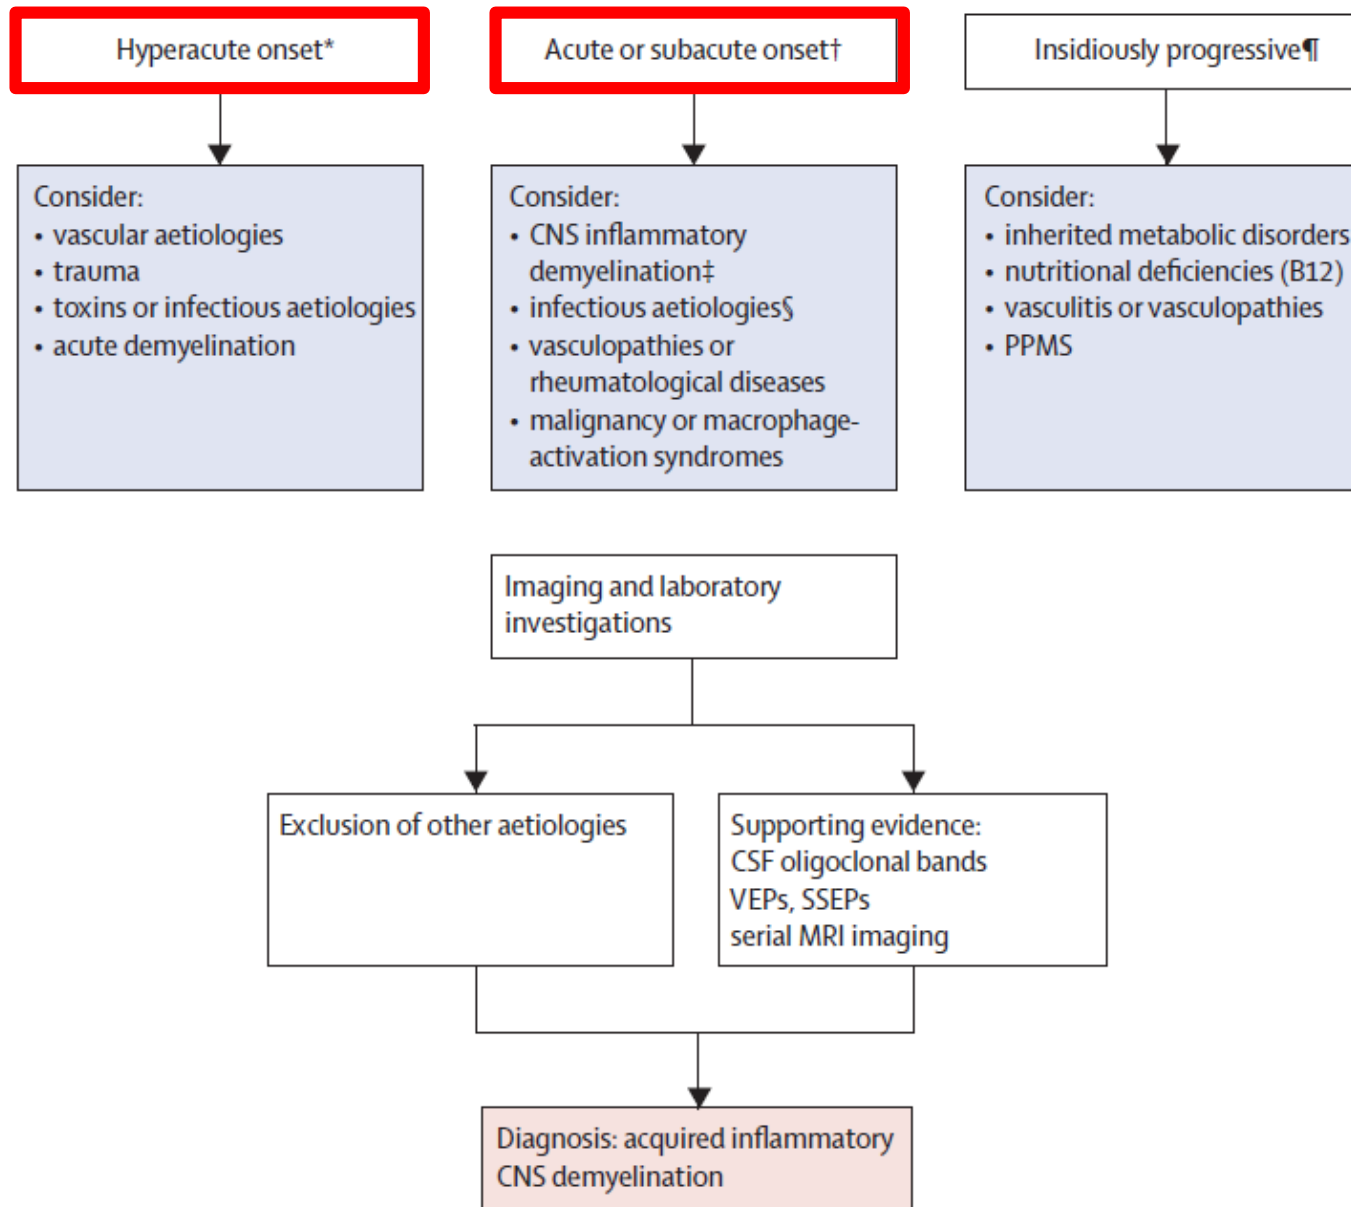 Hyperacute onset*
Acute or subacute onset†
Insidiously progressive¶
Consider:
• vascular aetiologies
• trauma
• toxins or infectious aetiologies
• acute demyelination
Consider:
• CNS inflammatory
demyelination‡
• infectious aetiologies§
• vasculopathies or
rheumatological diseases
• malignancy or macrophage-
activation syndromes
Consider:
• inherited metabolic disorders
• nutritional deficiencies (B12)
• vasculitis or vasculopathies
• PPMS
Imaging and laboratory
investigations
Exclusion of other aetiologies
Supporting evidence:
CSF oligoclonal bands
VEPs, SSEPs
serial MRI imaging
Diagnosis: acquired inflammatory
CNS demyelination